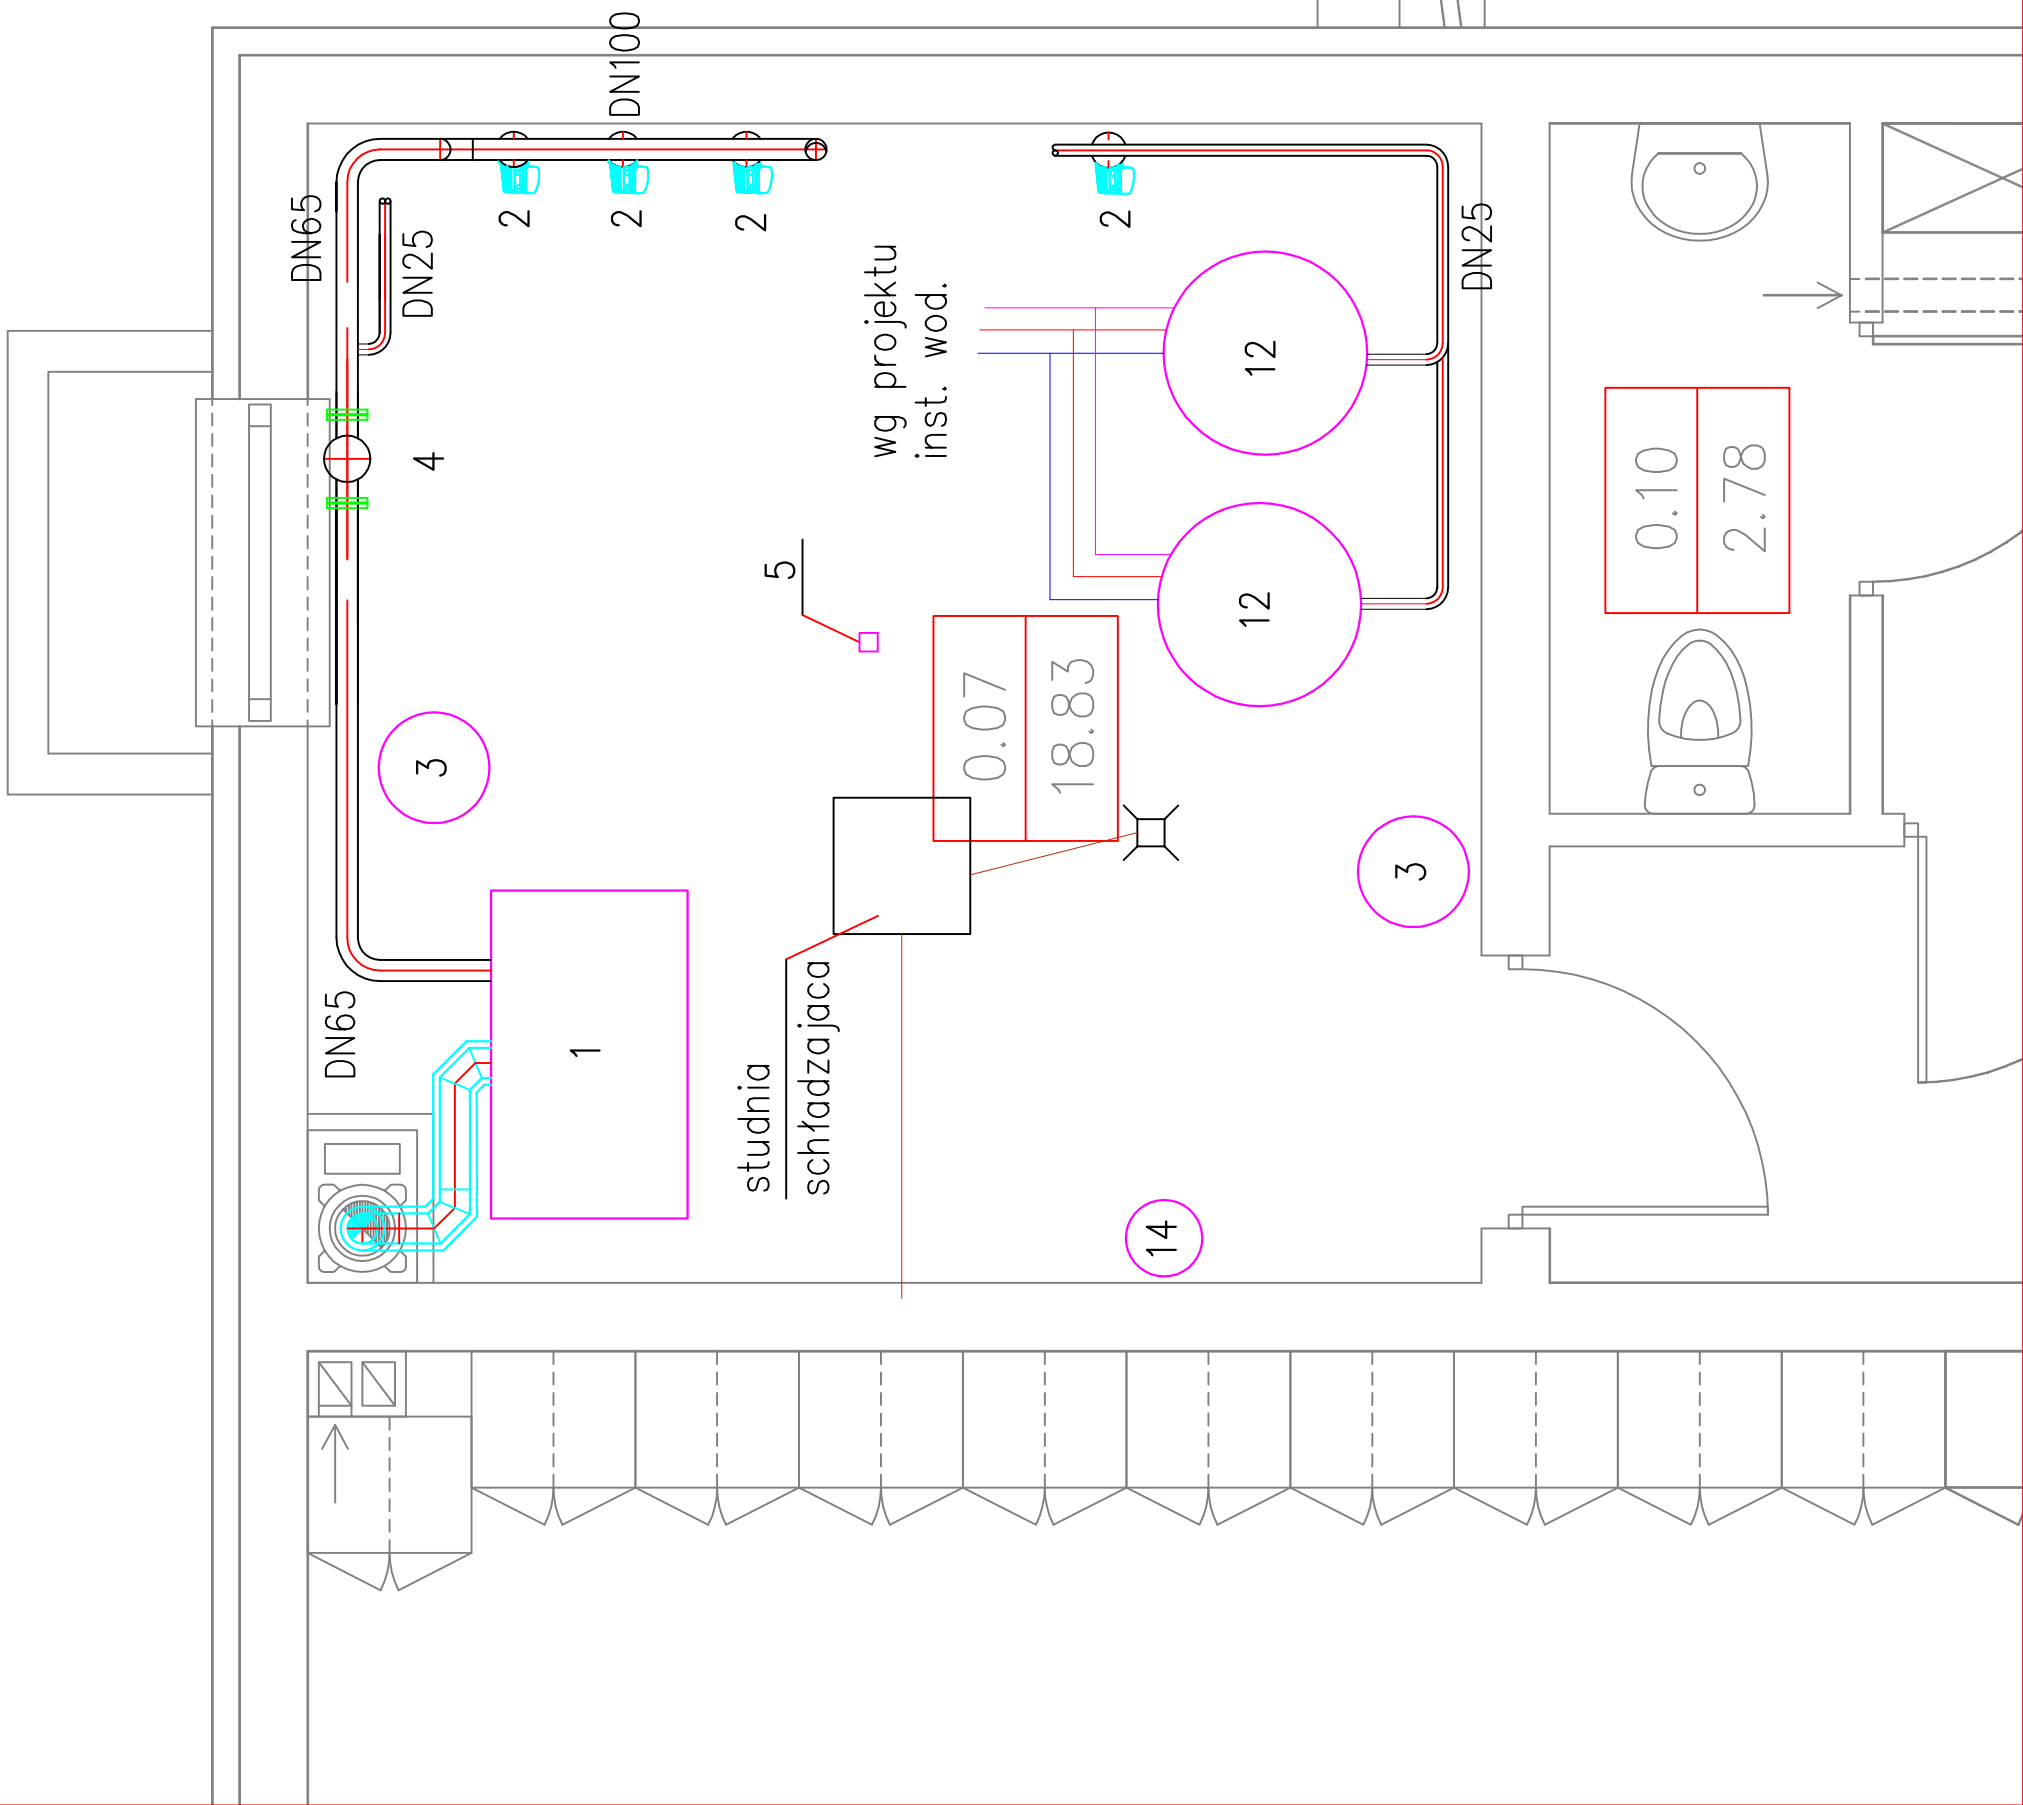 DN100
DN65
DN25
2
2
2
2
DN25
wg projektu
inst. wod.
12
4
0.10
2.78
5
12
0.07
18.83
3
3
DN65
1
studnia
schładzajaca
14